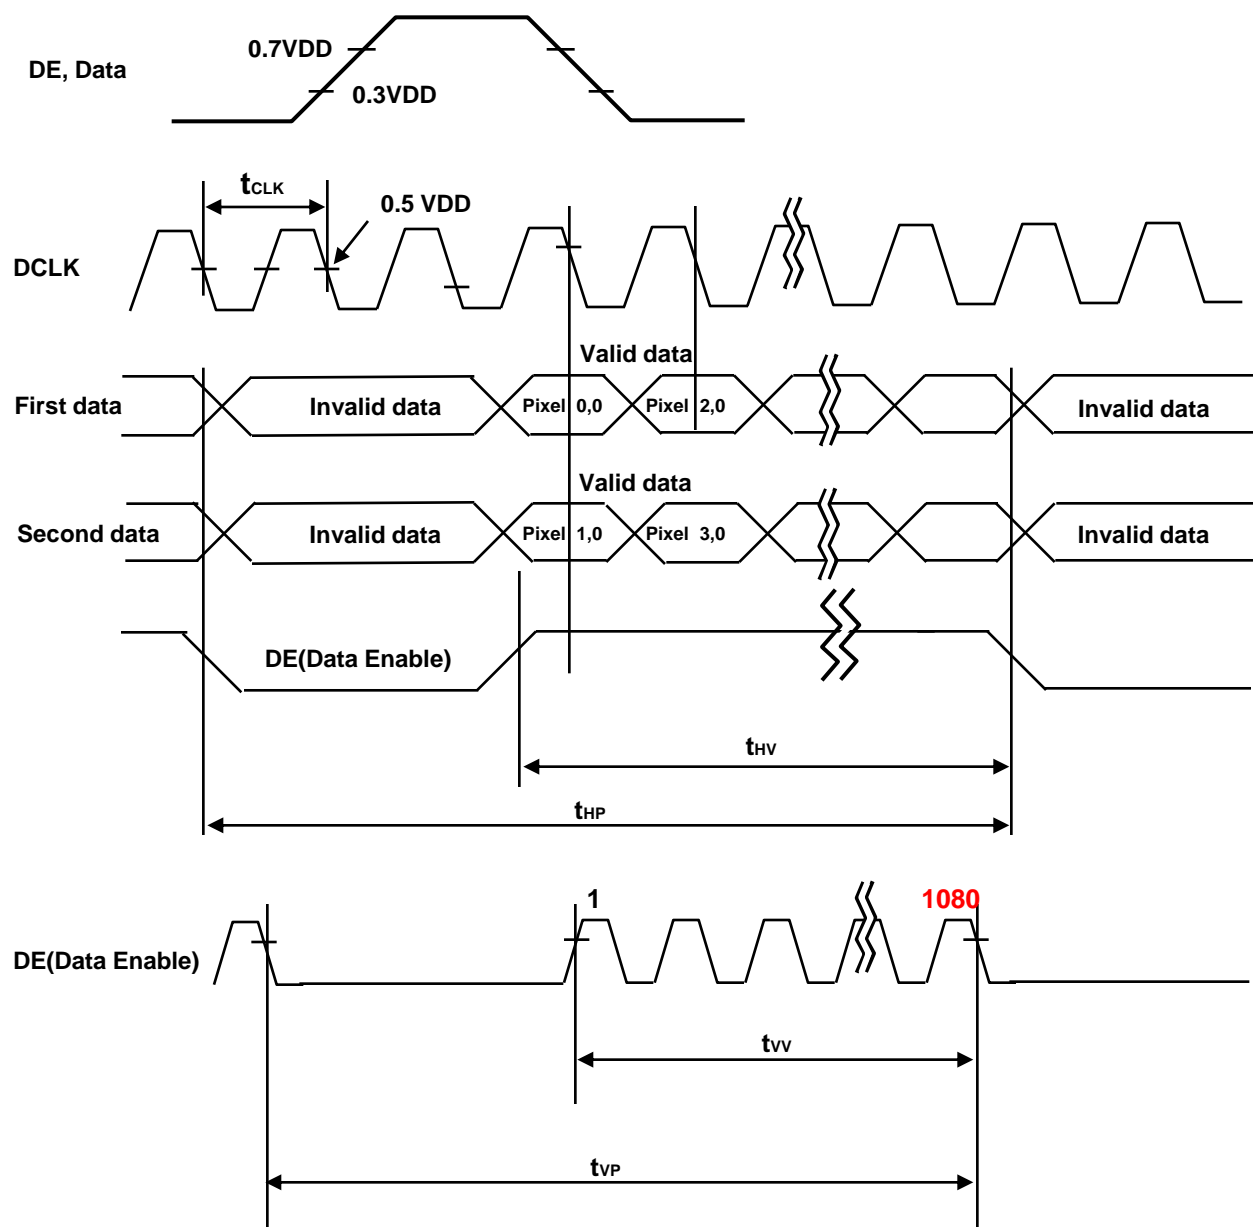 0.7VDD
DE, Data
0.3VDD
tCLK
0.5 VDD
DCLK
Valid data
First data
Invalid data
Pixel 0,0
Pixel 2,0
Invalid data
Valid data
Second data
Invalid data
Pixel 1,0
Pixel 3,0
Invalid data
DE(Data Enable)
tHV
tHP
1
1080
DE(Data Enable)
tVV
tVP